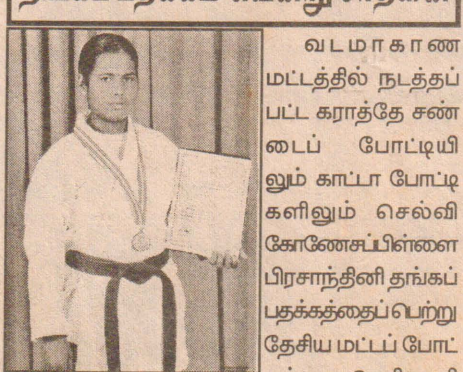 வடமாகாண
மட்டத்தில் நடத்தப்
பட்ட கராத்தே சண்
டைப் போட்டியி
லும் காட்டா போட்டி
களிலும் செல்வி
கோணேசப்பிள்ளை
பிரசாந்தினி தங்கப்
பதக்கத்தைப் பெற்று
தேசிய மட்டப் போட்